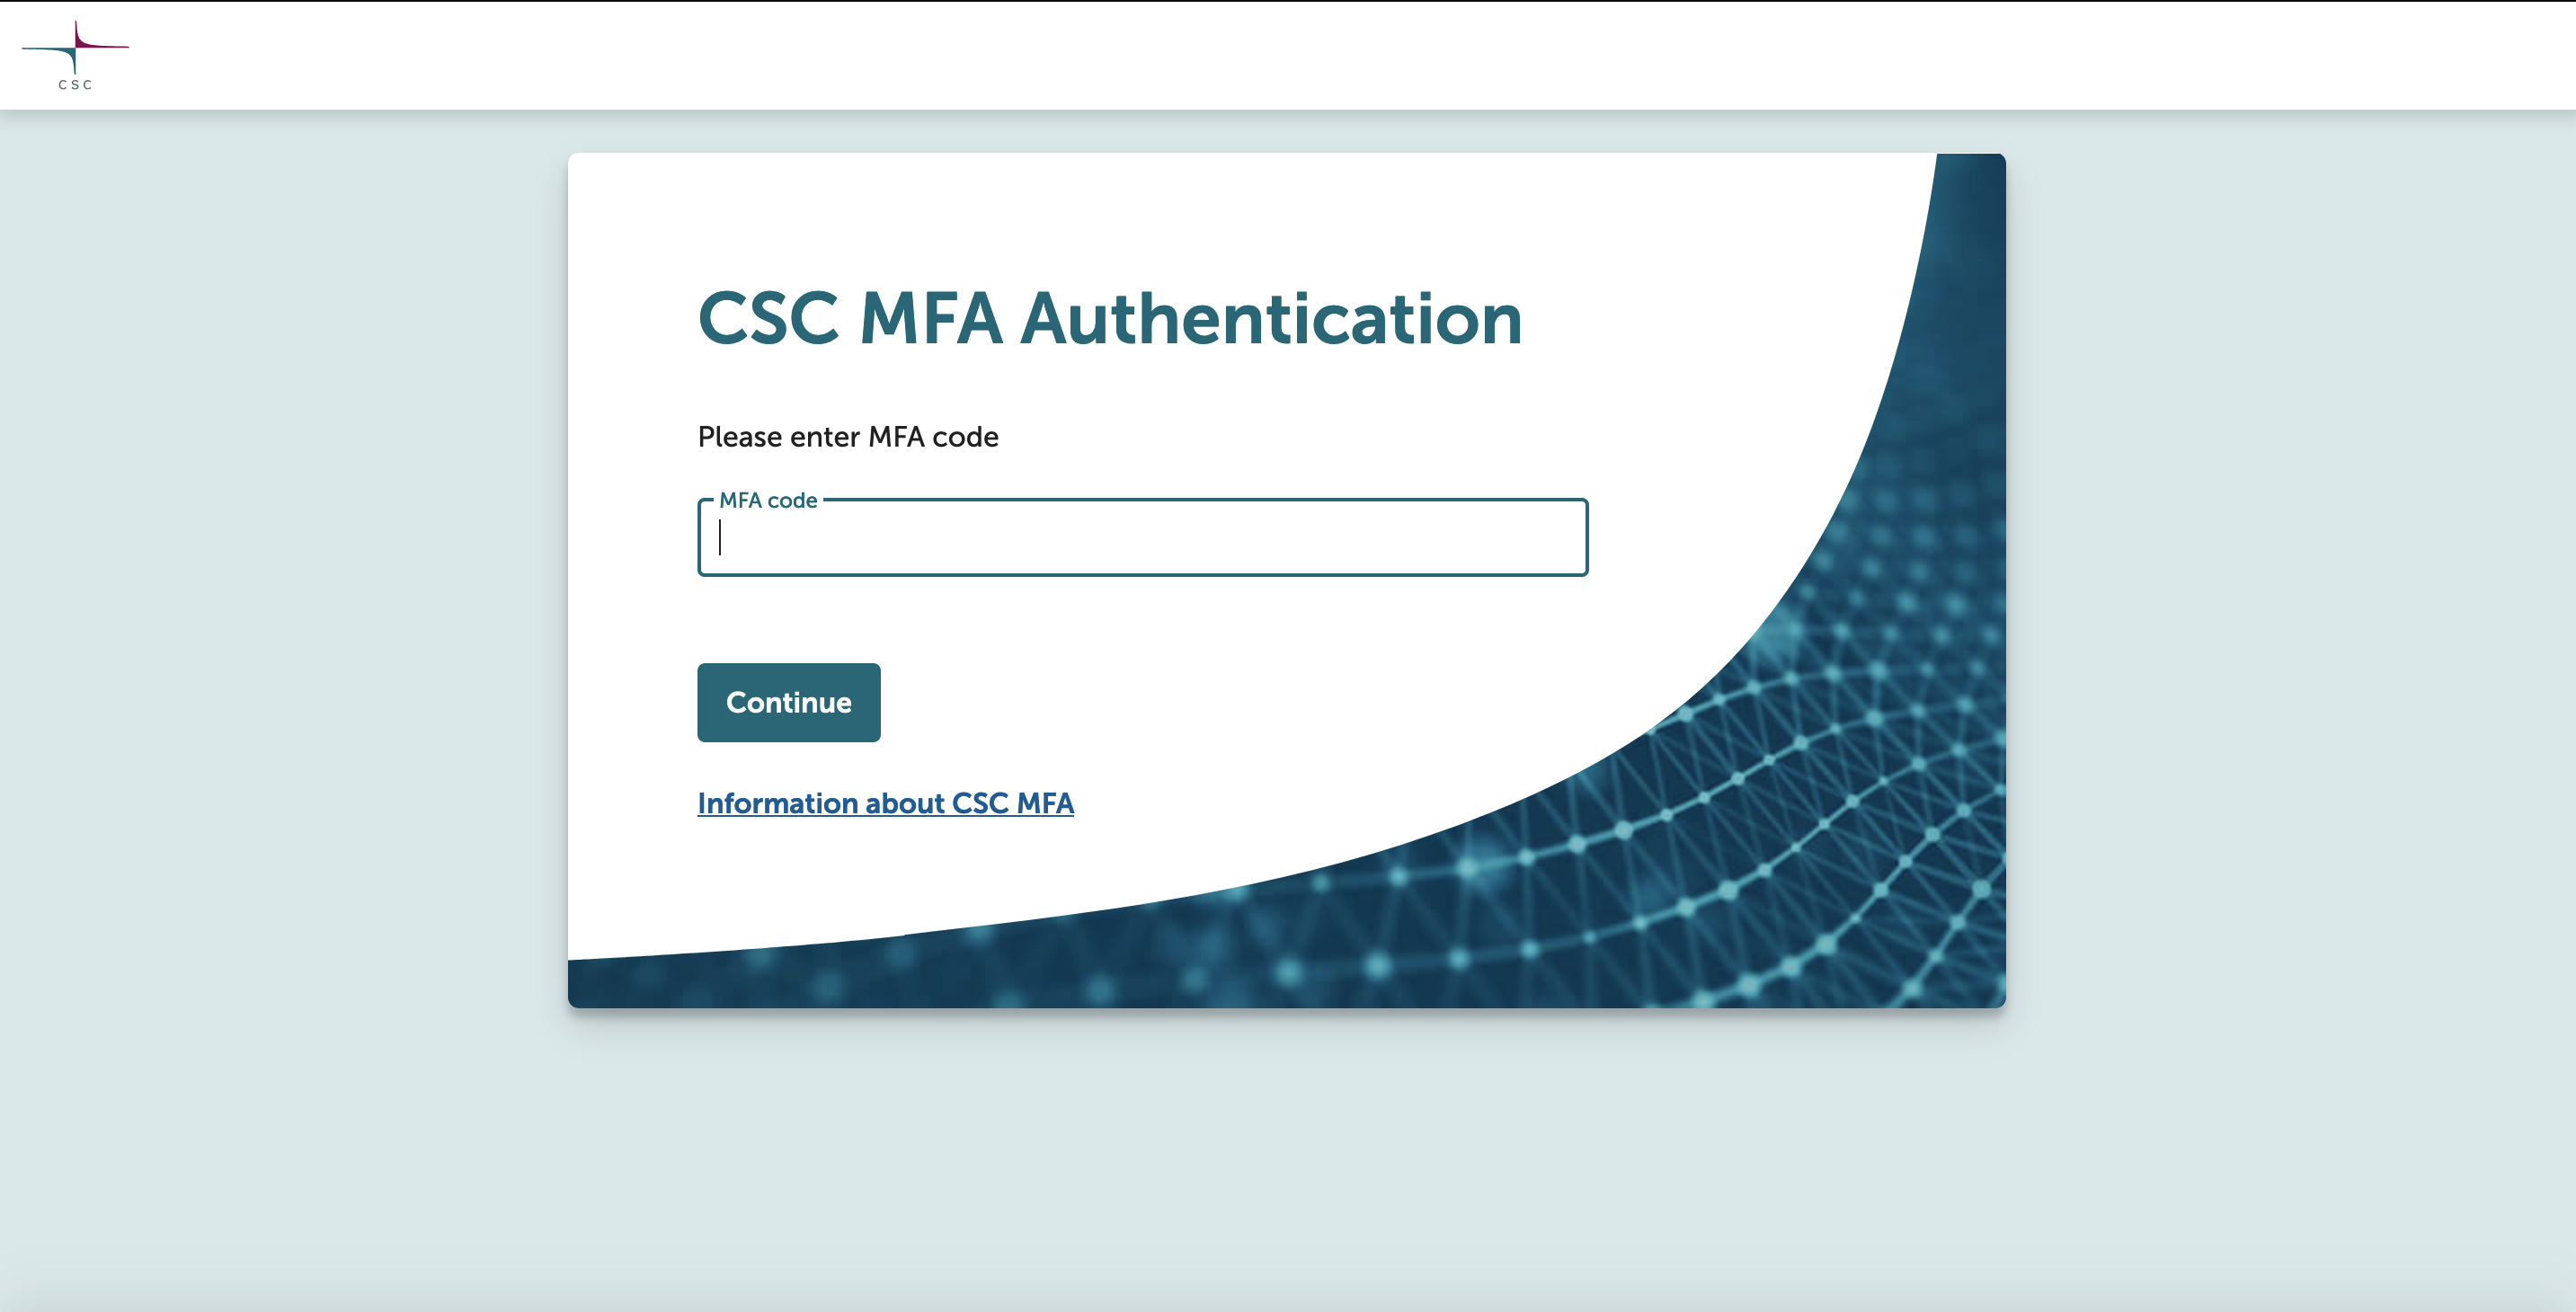 CSC
CSC MFA Authentication
Please enter MFA code
MFA code
Continue
Information about CSC MFA